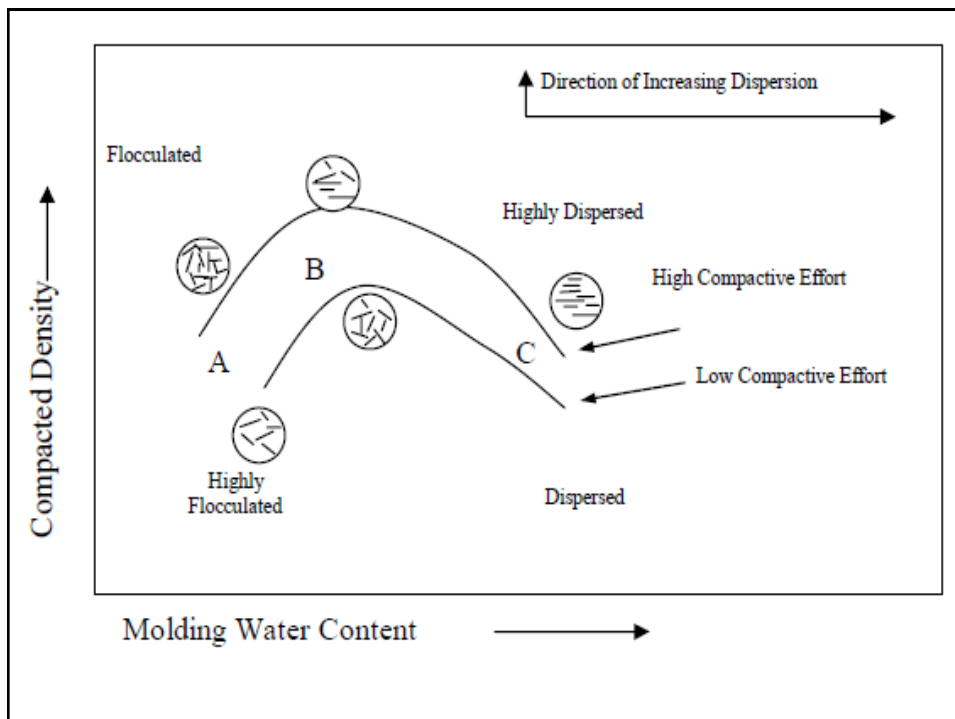 Direction of Increasing Dispersion
Flocculated
Highly Dispersed
B
High Compactive Effort
A
C
Low Compactive Effort
Highly
Flocculated
Dispersed
Compacted Density
Molding Water Content